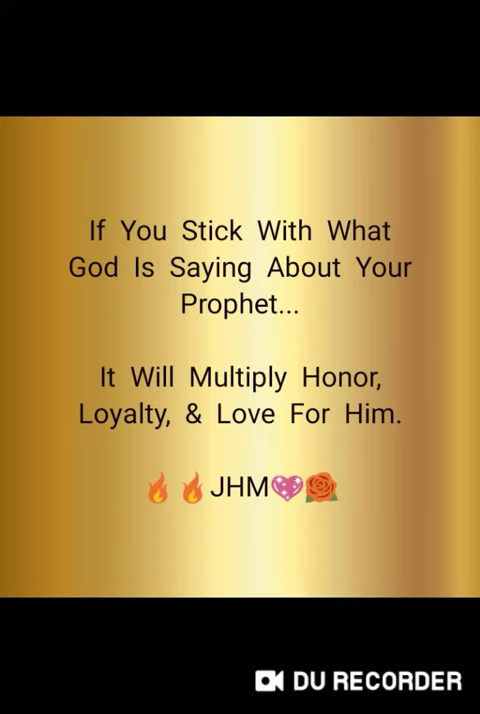 If You Stick With What
God Is Saying About Your
Prophet...
It Will Multiply Honor,
Loyalty, & Love For Him.
🔥🔥JHM💖🌹
DU RECORDER